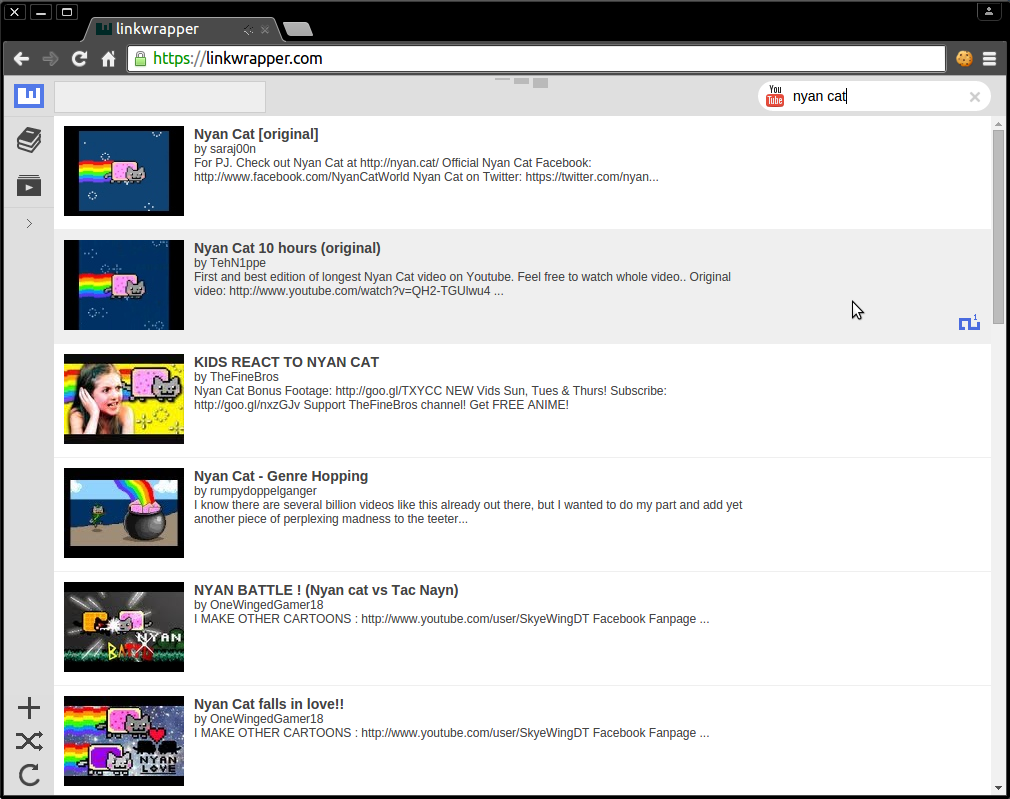 linkwrapper
https://linkwrapper.com
You
Tube
nyan cat
Nyan Cat [original]
by saraj00n
For PJ. Check out Nyan Cat at http://nyan.cat/ Official Nyan Cat Facebook:
http://www.facebook.com/NyanCatWorld Nyan Cat on Twitter: https://twitter.com/nyan...
Nyan Cat 10 hours (original)
by TehN1ppe
First and best edition of longest Nyan Cat video on Youtube. Feel free to watch whole video.. Original
video: http://www.youtube.com/watch?v=QH2-TGUlwu4 ...
1
KIDS REACT TO NYAN CAT
by TheFineBros
Nyan Cat Bonus Footage: http://goo.gl/TXYCC NEW Vids Sun, Tues & Thurs! Subscribe:
http://goo.gl/nxzGJv Support TheFineBros channel! Get FREE ANIME!
Nyan Cat - Genre Hopping
by rumpydoppelganger
I know there are several billion videos like this already out there, but I wanted to do my part and add yet
another piece of perplexing madness to the teeter...
NYAN
BATTLE
NYAN BATTLE ! (Nyan cat vs Tac Nayn)
by OneWingedGamer18
I MAKE OTHER CARTOONS : http://www.youtube.com/user/SkyeWingDT Facebook Fanpage ...
NYAN
LOVE
Nyan Cat falls in love!!
by OneWingedGamer18
I MAKE OTHER CARTOONS : http://www.youtube.com/user/SkyeWingDT Facebook Fanpage ...